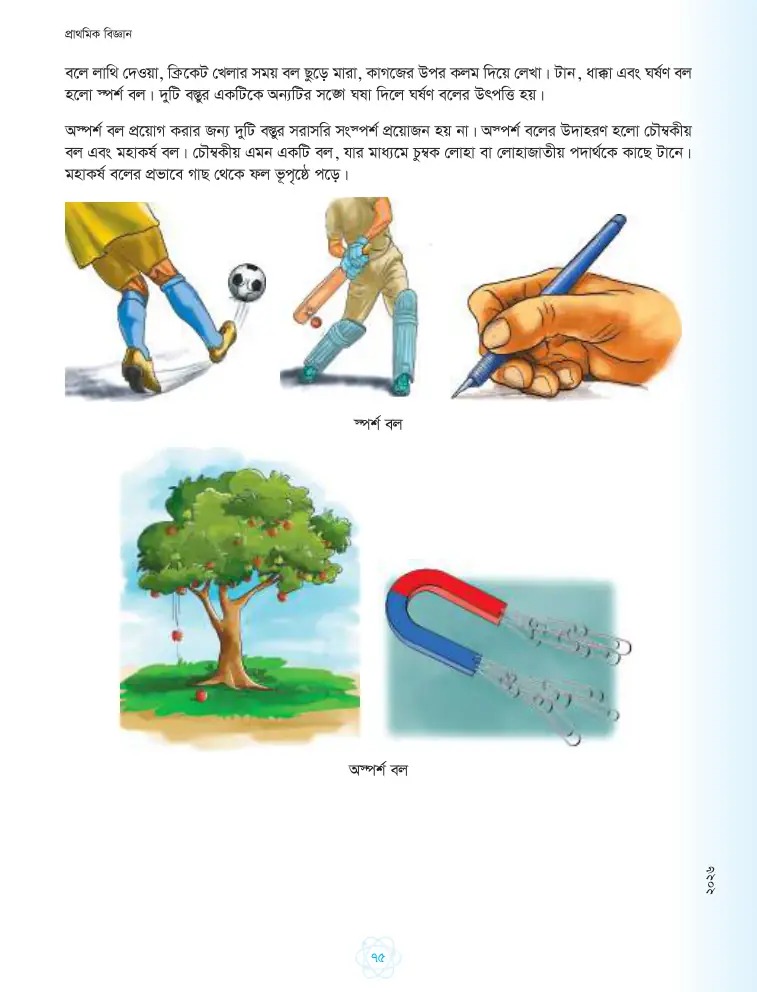 প্রাথমিক বিজ্ঞান
বলে লাথি দেওয়া, ক্রিকেট খেলার সময় বল ছুড়ে মারা, কাগজের উপর কলম দিয়ে লেখা। টান, ধাক্কা এবং ঘর্ষণ বল
হলো স্পর্শ বল। দুটি বস্তুর একটিকে অন্যটির সঙ্গে ঘষা দিলে ঘর্ষণ বলের উৎপত্তি হয়।
অস্পর্শ বল প্রয়োগ করার জন্য দুটি বস্তুর সরাসরি সংস্পর্শ প্রয়োজন হয় না। অস্পর্শ বলের উদাহরণ হলো চৌম্বকীয়
বল এবং মহাকর্ষ বল। চৌম্বকীয় এমন একটি বল, যার মাধ্যমে চুম্বক লোহা বা লোহাজাতীয় পদার্থকে কাছে টানে।
মহাকর্ষ বলের প্রভাবে গাছ থেকে ফল ভূপৃষ্ঠে পড়ে।
স্পর্শ বল
অস্পর্শ বল
২০২৬
৭৫